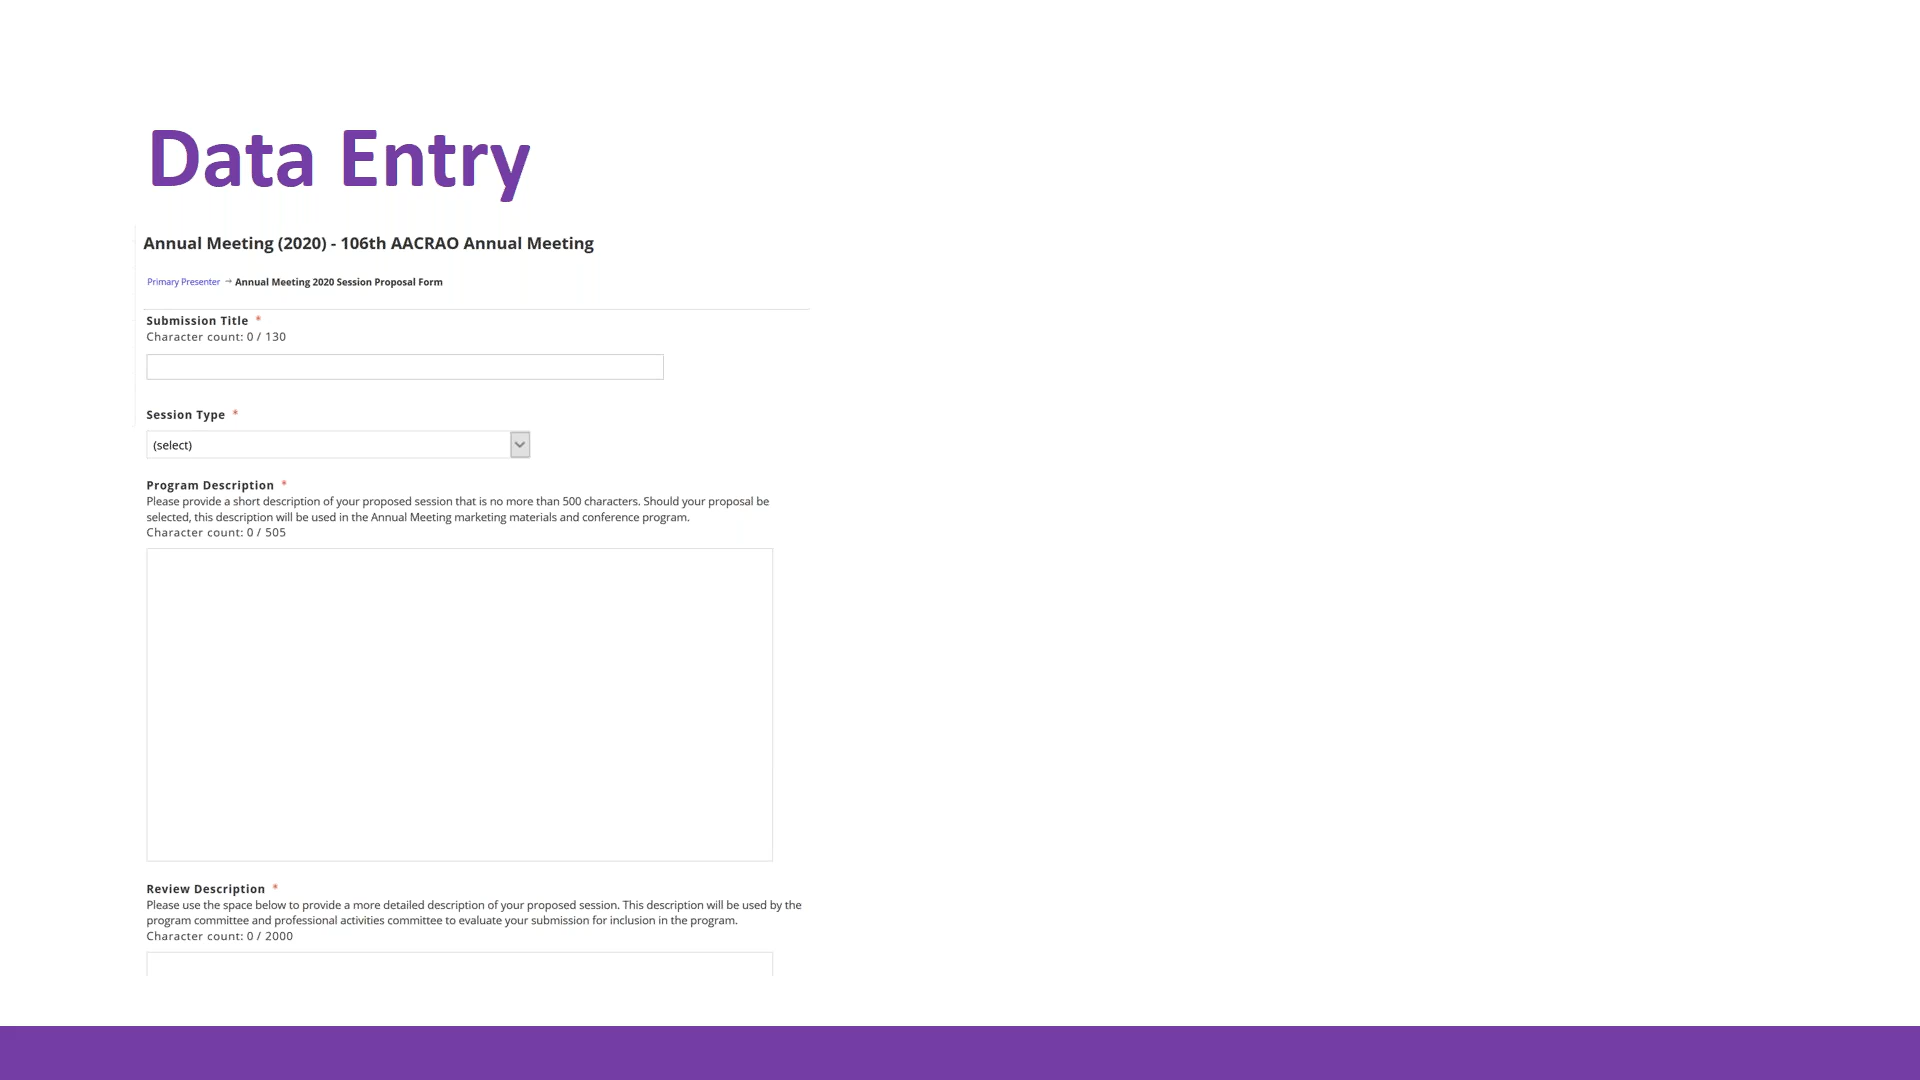 Data Entry
Annual Meeting (2020) - 106th AACRAO Annual Meeting
Primary Presenter → Annual Meeting 2020 Session Proposal Form
Submission Title *
Character count: 0 / 130
Session Type *
(select)
Program Description *
Please provide a short description of your proposed session that is no more than 500 characters. Should your proposal be
selected, this description will be used in the Annual Meeting marketing materials and conference program.
Character count: 0 / 505
Review Description *
Please use the space below to provide a more detailed description of your proposed session. This description will be used by the
program committee and professional activities committee to evaluate your submission for inclusion in the program.
Character count: 0 / 2000